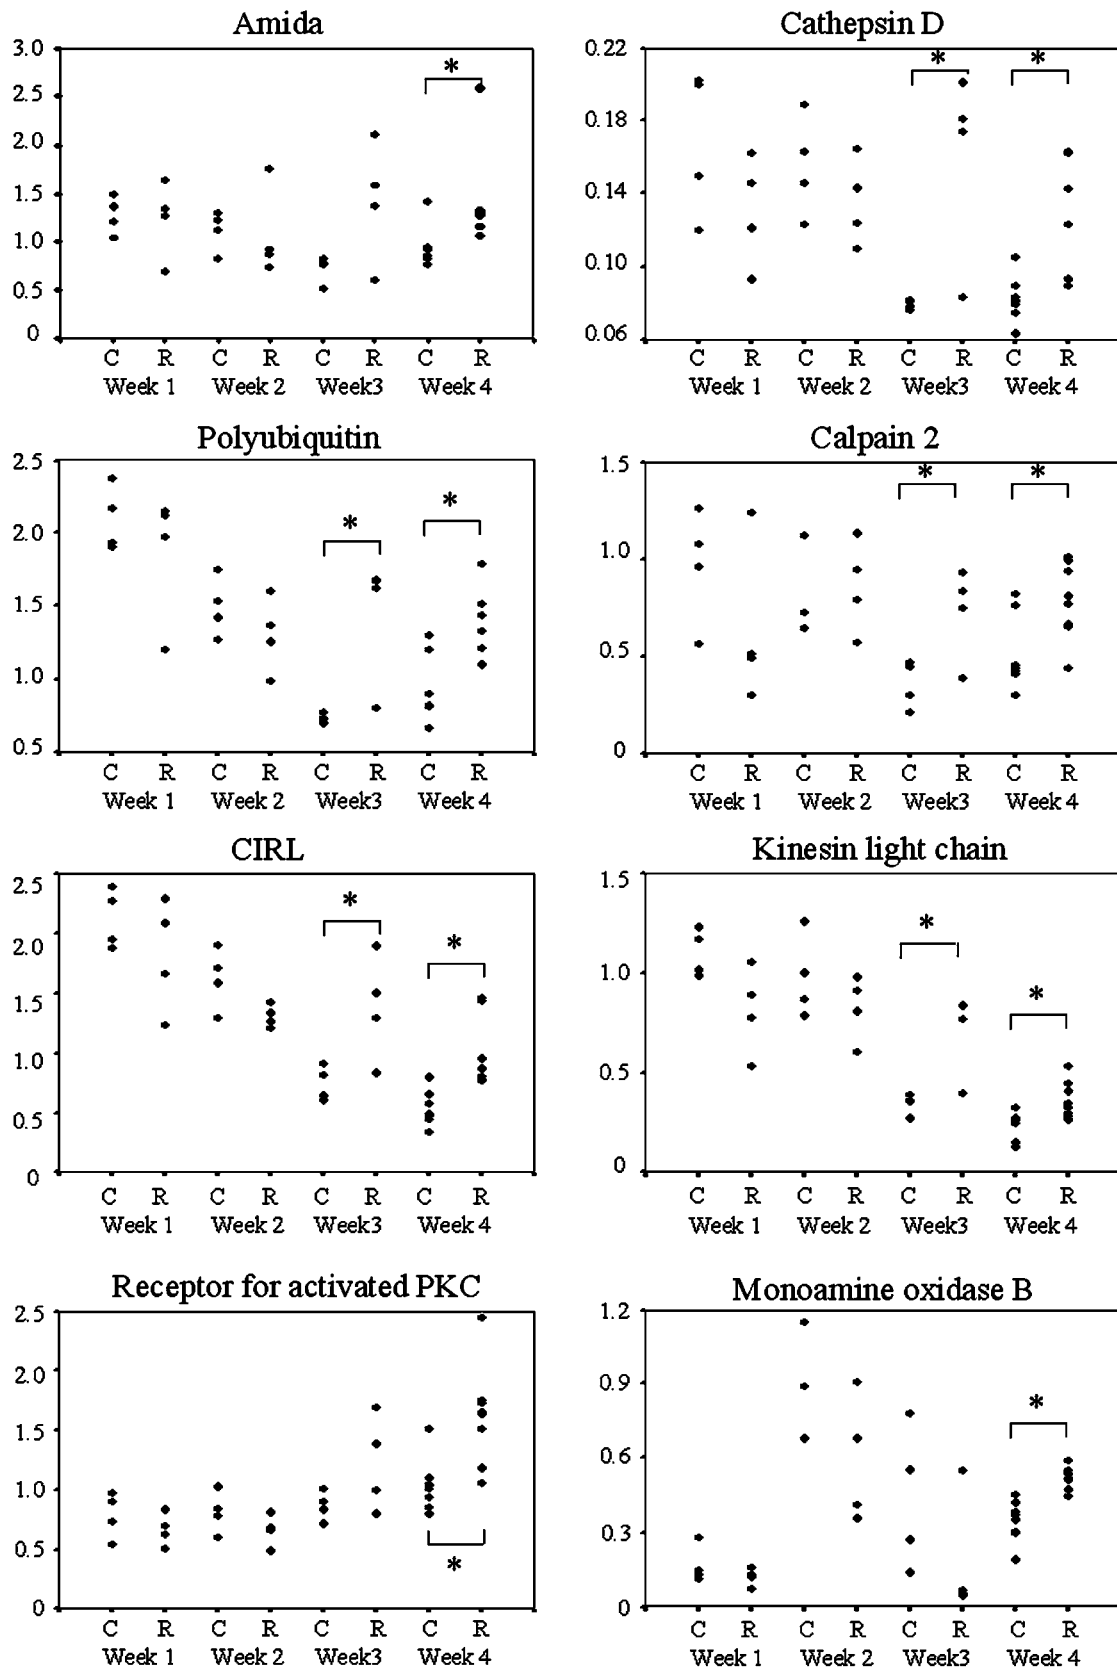 Amida
3.0
2.5
2.0
1.5
1.0
0.5
0
*
C R C R C R C R
Week 1 Week 2 Week3 Week 4
Cathepsin D
0.22
0.18
0.14
0.10
0.06
* *
C R C R C R C R
Week 1 Week 2 Week3 Week 4
Polyubiquitin
2.5
2.0
1.5
1.0
0.5
* *
C R C R C R C R
Week 1 Week 2 Week3 Week 4
Calpain 2
1.5
1.0
0.5
0
* *
C R C R C R C R
Week 1 Week 2 Week3 Week 4
CIRL
2.5
2.0
1.5
1.0
0.5
0
* *
C R C R C R C R
Week 1 Week 2 Week3 Week 4
Kinesin light chain
1.5
1.0
0.5
0
* *
C R C R C R C R
Week 1 Week 2 Week3 Week 4
Receptor for activated PKC
2.5
2.0
1.5
1.0
0.5
0
*
C R C R C R C R
Week 1 Week 2 Week3 Week 4
Monoamine oxidase B
1.2
0.9
0.6
0.3
0
*
C R C R C R C R
Week 1 Week 2 Week3 Week 4